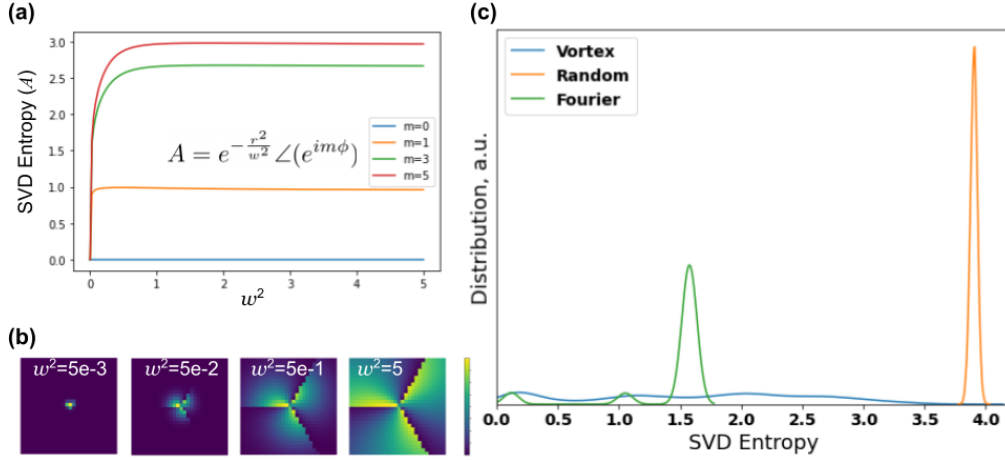 (a)
3.0
2.5
2.0
1.5
1.0
0.5
0.0
SVD Entropy (A)
A = e^{-\frac{r^2}{w^2}} ∠(e^{imϕ})
m=0
m=1
m=3
m=5
0 1 2 3 4 5
w²
(b)
w²=5e-3
w²=5e-2
w²=5e-1
w²=5
(c)
Vortex
Random
Fourier
Distribution, a.u.
0.0 0.5 1.0 1.5 2.0 2.5 3.0 3.5 4.0
SVD Entropy